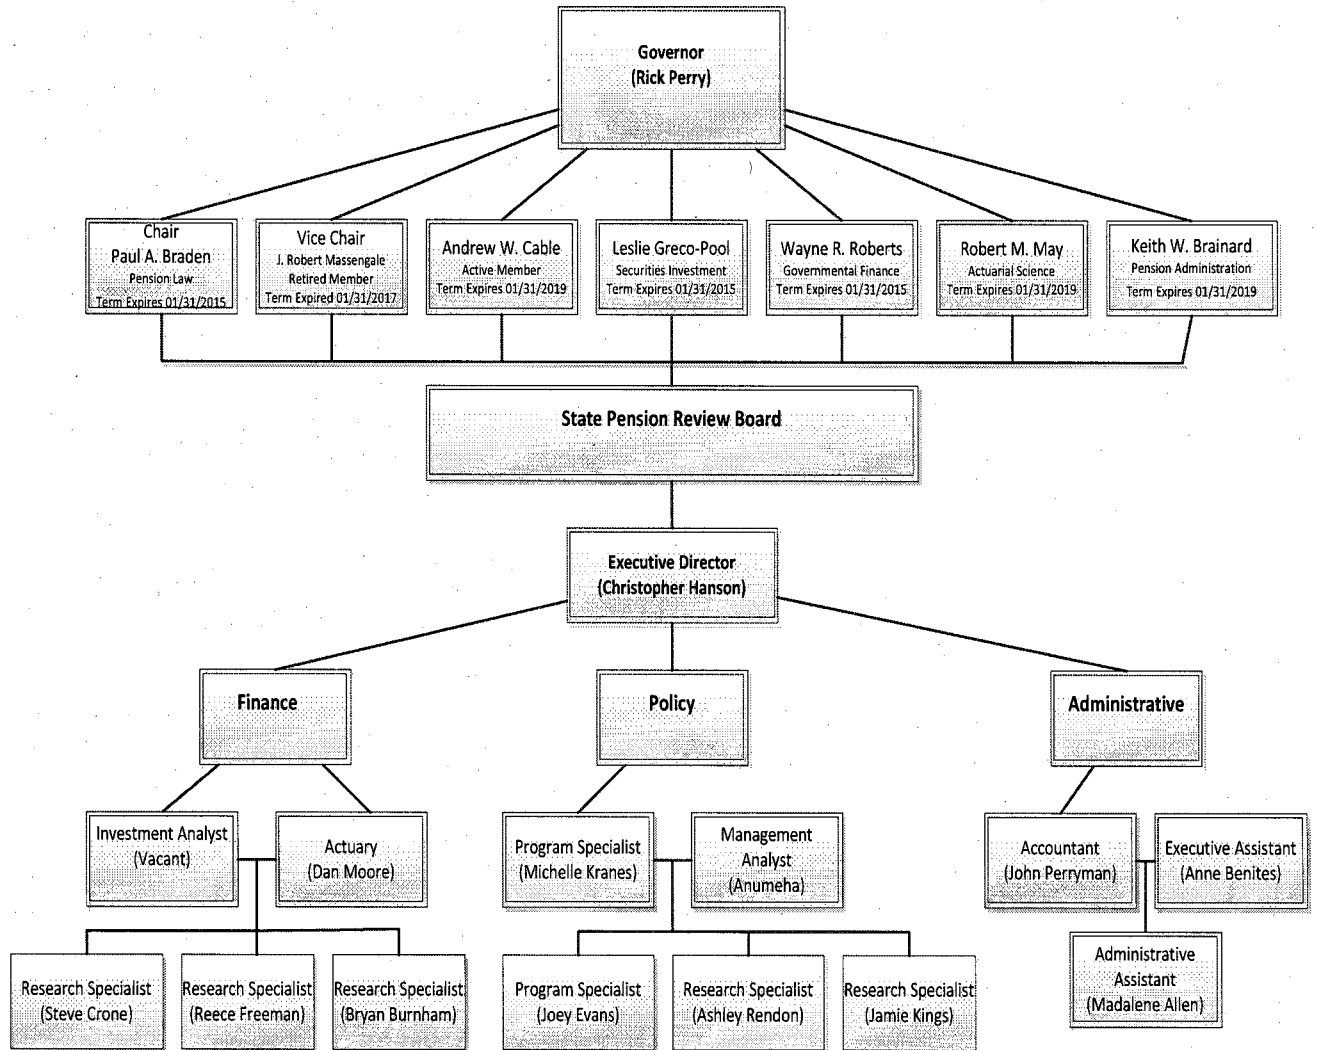 Governor
(Rick Perry)
Chair
Paul A. Braden
Pension Law
Term Expires 01/31/2015
Vice Chair
J. Robert Massengale
Retired Member
Term Expired 01/31/2017
Andrew W. Cable
Active Member
Term Expires 01/31/2019
Leslie Greco-Pool
Securities Investment
Term Expires 01/31/2015
Wayne R. Roberts
Governmental Finance
Term Expires 01/31/2015
Robert M. May
Actuarial Science
Term Expires 01/31/2019
Keith W. Brainard
Pension Administration
Term Expires 01/31/2019
State Pension Review Board
Executive Director
(Christopher Hanson)
Finance
Policy
Administrative
Investment Analyst
(Vacant)
Actuary
(Dan Moore)
Program Specialist
(Michelle Kranes)
Management
Analyst
(Anumeha)
Accountant
(John Perryman)
Executive Assistant
(Anne Benites)
Administrative
Assistant
(Madalene Allen)
Research Specialist
(Steve Crone)
Research Specialist
(Reece Freeman)
Research Specialist
(Bryan Burnham)
Program Specialist
(Joey Evans)
Research Specialist
(Ashley Rendon)
Research Specialist
(Jamie Kings)